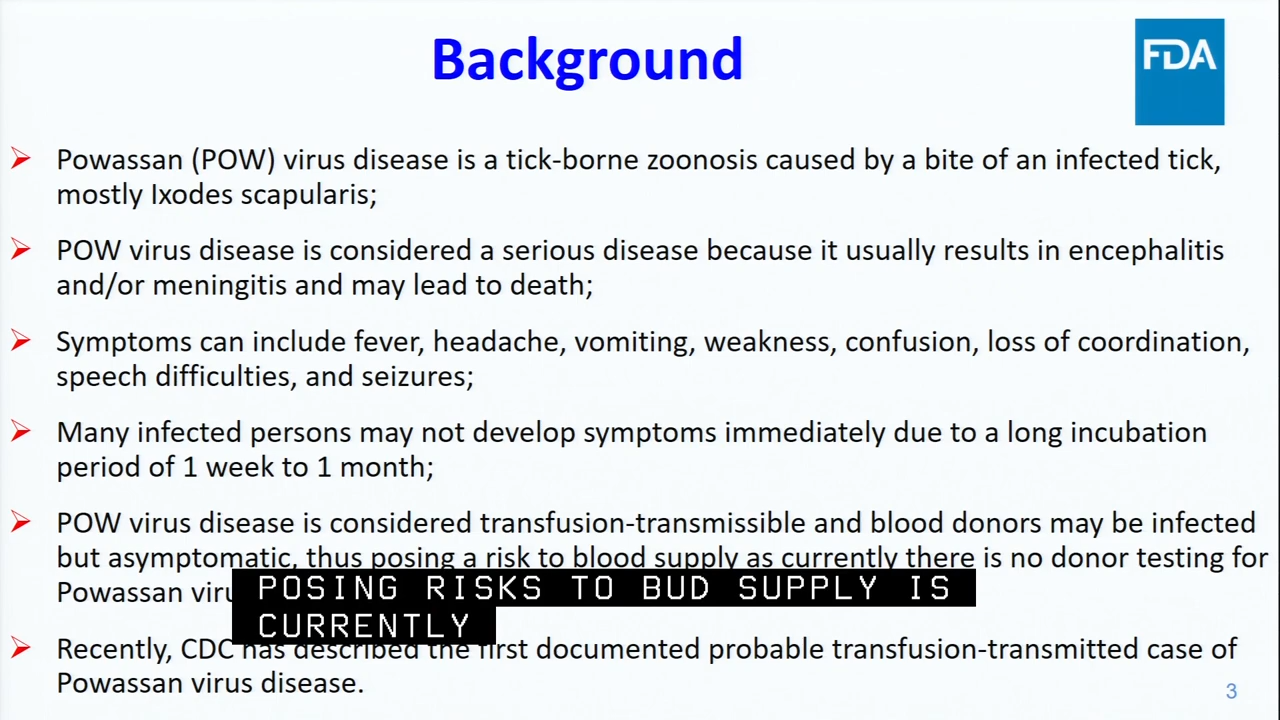 Background
FDA
Powassan (POW) virus disease is a tick-borne zoonosis caused by a bite of an infected tick,
mostly Ixodes scapularis;
POW virus disease is considered a serious disease because it usually results in encephalitis
and/or meningitis and may lead to death;
Symptoms can include fever, headache, vomiting, weakness, confusion, loss of coordination,
speech difficulties, and seizures;
Many infected persons may not develop symptoms immediately due to a long incubation
period of 1 week to 1 month;
POW virus disease is considered transfusion-transmissible and blood donors may be infected
but asymptomatic, thus posing a risk to blood supply as currently there is no donor testing for
Powassan
POSING RISKS TO BUD SUPPLY IS
CURRENTLY
Recently, CDC has described the first documented probable transfusion-transmitted case of
Powassan virus disease.
3